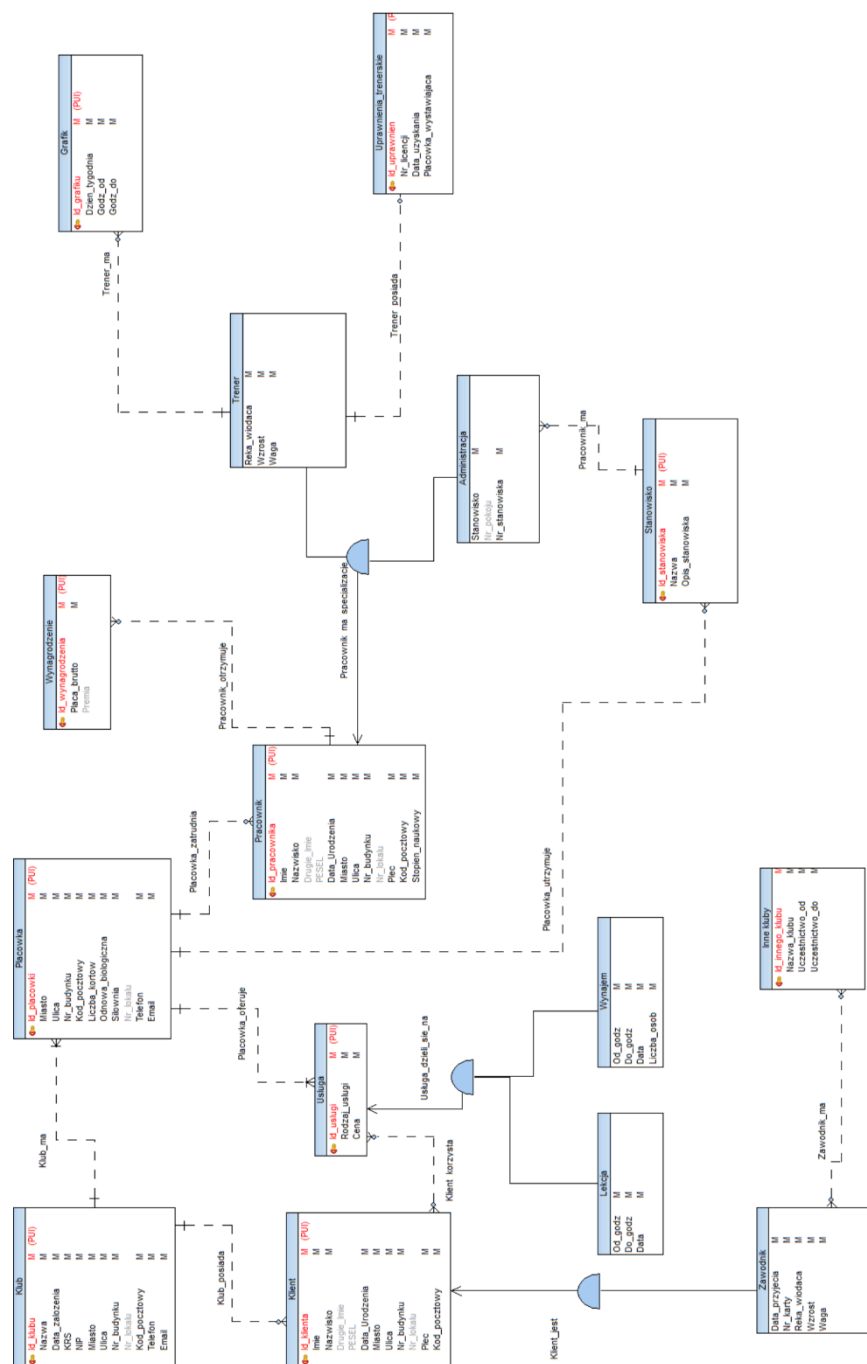 Klub
Id_klubu M (PUI)
Nazwa M
Data_zalozenia M
KRS M
NIP M
Miasto M
Ulica M
Nr_budynku M
Nr_lokalu
Kod_pocztowy M
Telefon M
Email M
Klub_ma
Placowka
Id_placowki M (PUI)
Miasto M
Ulica M
Nr_budynku M
Kod_pocztowy M
Liczba_kortow M
Odnowa_biologiczna M
Silownia M
Nr_lokalu
Telefon M
Email M
Placowka_zatrudnia
Wynagrodzenie
Id_wynagrodzenia M (PUI)
Placa_brutto M
Premia
Pracownik_otrzymuje
Grafik
Id_grafiku M (PUI)
Dzien_tygodnia M
Godz_od M
Godz_do M
Trener_ma
Klub_posiada
Placowka_oferuje
Pracownik
Id_pracownika M (PUI)
Imie M
Nazwisko M
Drugie_Imie
PESEL
Data_Urodzenia M
Miasto M
Ulica M
Nr_budynku M
Nr_lokalu
Plec M
Kod_pocztowy M
Stopien_naukowy M
Pracownik ma specjalizacje
Trener
Reka_wiodaca M
Wzrost M
Waga M
Trener_posiada
Uprawnienia_trenerskie
Id_uprawnien M (P
Nr_licencji M
Data_uzyskania M
Placowka_wystawiajaca M
Klient
Id_klienta M (PUI)
Imie M
Nazwisko M
Drugie_Imie
PESEL
Data_Urodzenia M
Miasto M
Ulica M
Nr_budynku M
Nr_lokalu
Plec M
Kod_pocztowy M
Klient korzysta
Usluga
Id_uslugi M (PUI)
Rodzaj_uslugi M
Cena M
Usluga_dzieli_sie_na
Placowka_utrzymuje
Administracja
Stanowisko M
Nr_pokoju
Nr_stanowiska M
Pracownik_ma
Klient_jest
Lekcja
Od_godz M
Do_godz M
Data M
Wynajem
Od_godz M
Do_godz M
Data M
Liczba_osob M
Stanowisko
Id_stanowiska M (PUI)
Nazwa M
Opis_stanowiska M
Zawodnik
Data_przyjecia M
Nr_karty M
Reka_wiodaca M
Wzrost M
Waga M
Zawodnik_ma
Inne kluby
Id_innego_klubu M
Nazwa_klubu M
Uczestnictwo_od M
Uczestnictwo_do M